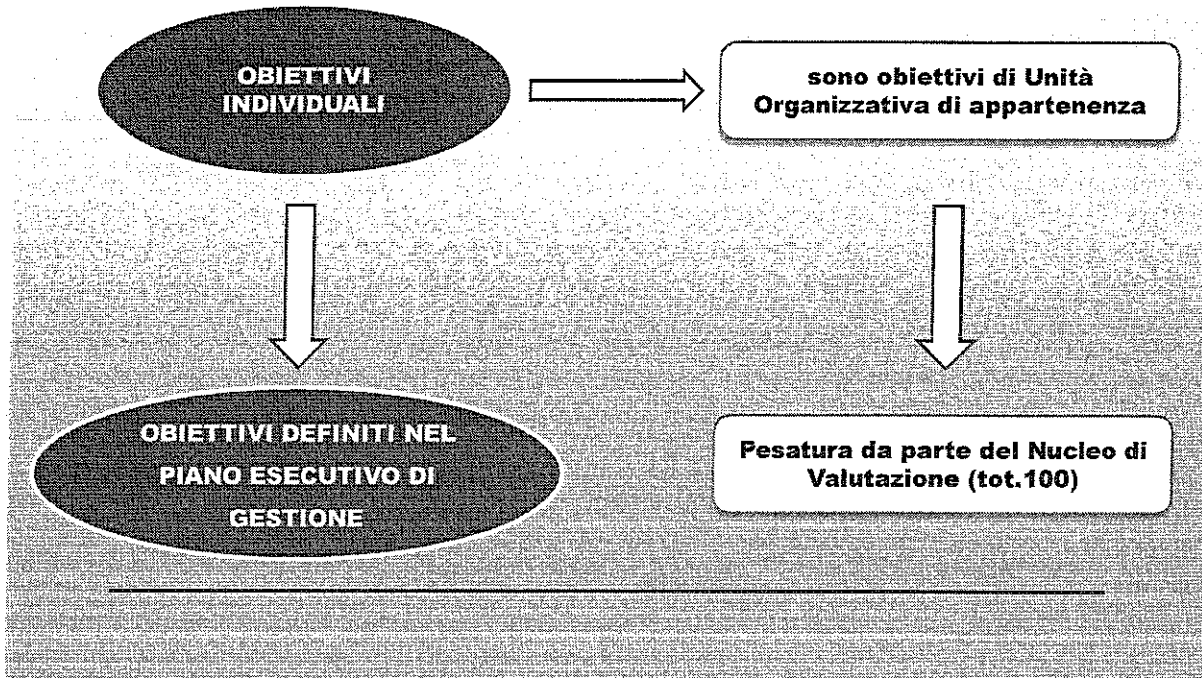 OBIETTIVI
INDIVIDUALI
sono obiettivi di Unità
Organizzativa di appartenenza
OBIETTIVI DEFINITI NEL
PIANO ESECUTIVO DI
GESTIONE
Pesatura da parte del Nucleo di
Valutazione (tot.100)